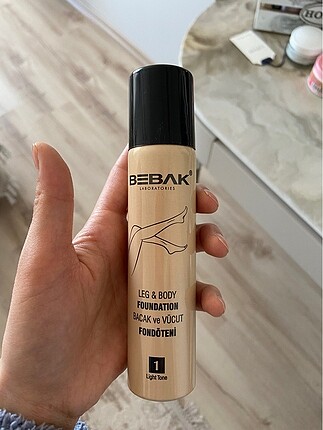 BEBAK®
LABORATORIES
LEG & BODY
FOUNDATION
BACAK ve VÜCUT
FONDÖTENİ
1
Light Tone